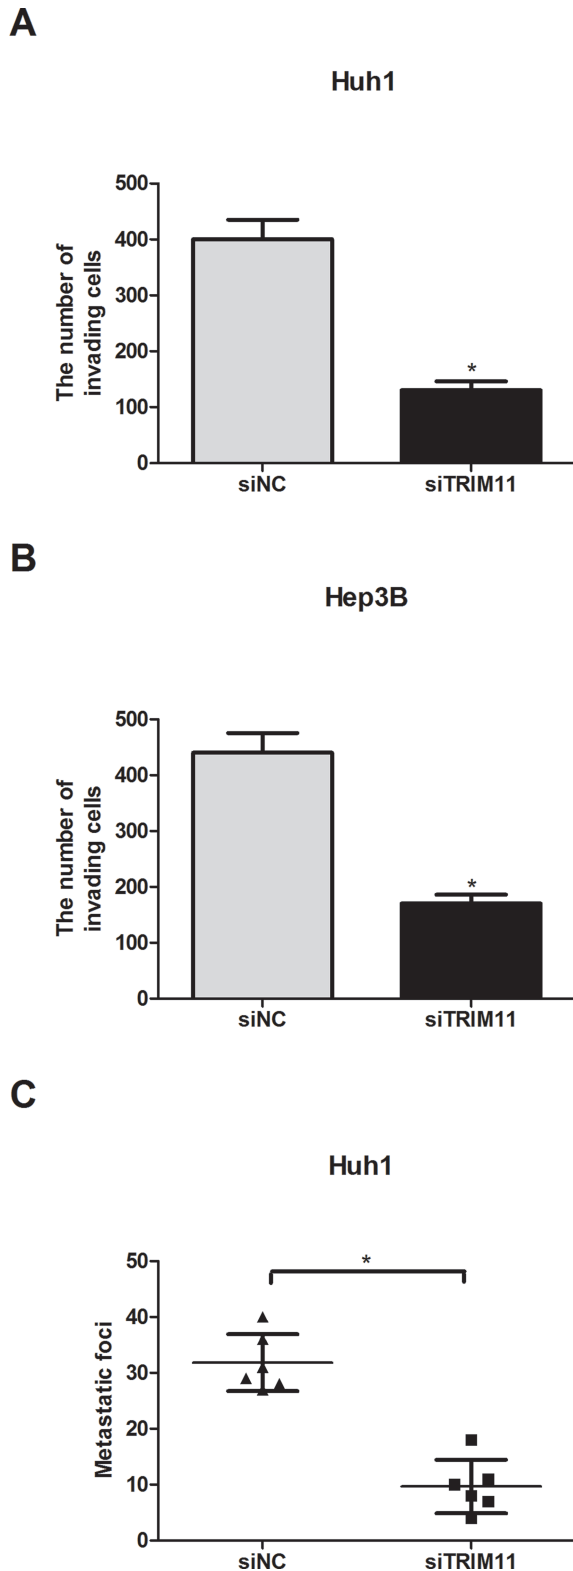 A
Huh1
The number of
invading cells
500
400
300
200
100
0
*
siNC
siTRIM11
B
Hep3B
The number of
invading cells
500
400
300
200
100
0
*
siNC
siTRIM11
C
Huh1
Metastatic foci
50
40
30
20
10
0
*
siNC
siTRIM11